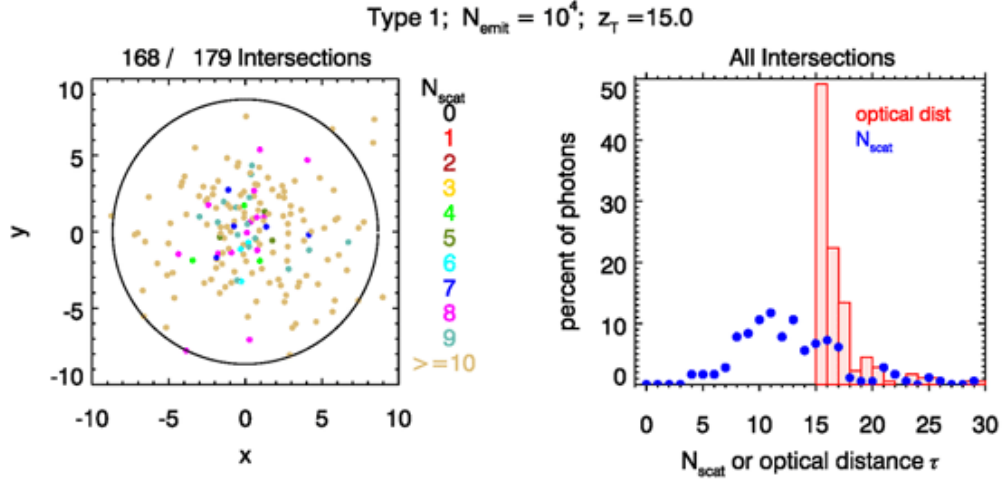 Type 1; N_emit = 10^4; z_T = 15.0
168 / 179 Intersections
10
5
0
-5
-10
y
-10 -5 0 5 10
x
N_scat
0
1
2
3
4
5
6
7
8
9
>=10
All Intersections
optical dist
N_scat
50
40
30
20
10
0
percent of photons
0 5 10 15 20 25 30
N_scat or optical distance τ